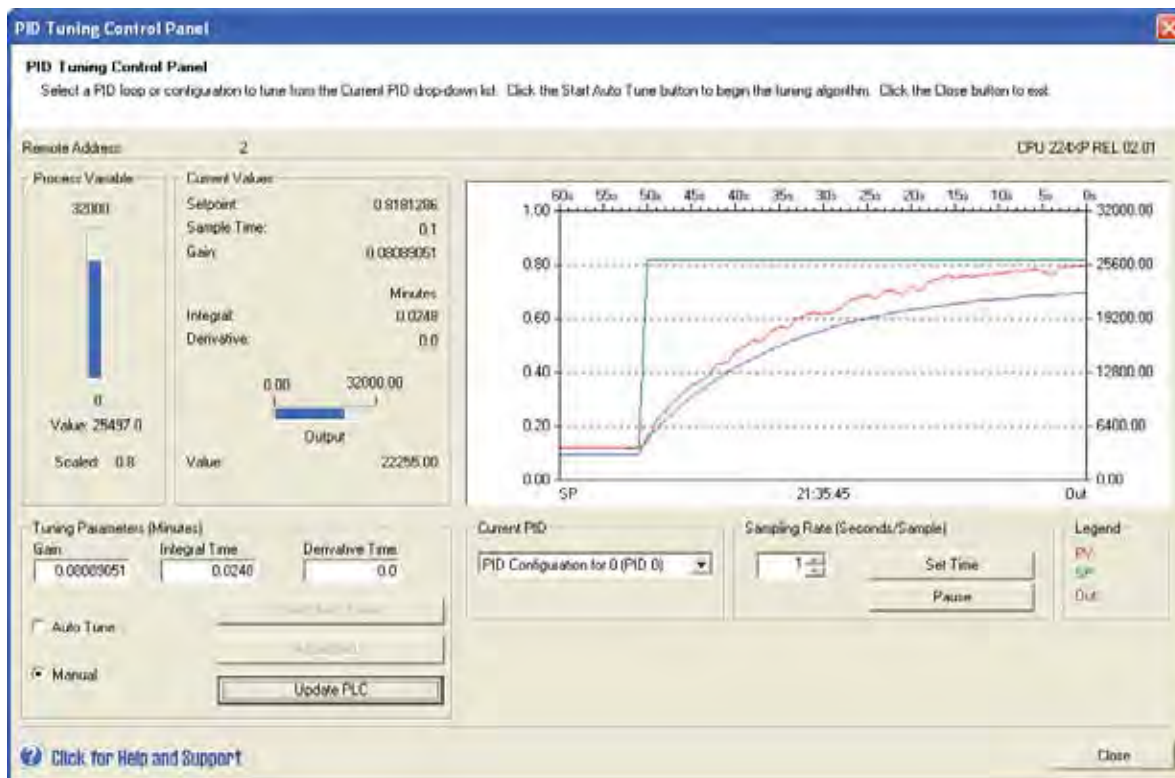 PID Tuning Control Panel
PID Tuning Control Panel
Select a PID loop or configuration to tune from the Current PID drop-down list. Click the Start Auto Tune button to begin the tuning algorithm. Click the Close button to exit.
Remote Address: 2 CPU 224XP REL 02.01
Process Variable
32000
0
Value: 25497.0
Scaled: 0.8
Current Values
Setpoint: 0.8181286
Sample Time: 0.1
Gain: 0.08089051
Minutes
Integral: 0.0248
Derivative: 0.0
0.00 32000.00
Output
Value: 22255.00
60s 55s 50s 45s 40s 35s 30s 25s 20s 15s 10s 5s 0s
1.00 32000.00
0.80 25600.00
0.60 19200.00
0.40 12800.00
0.20 6400.00
0.00 0.00
SP 21:35:45 Out
Tuning Parameters (Minutes)
Gain Integral Time Derivative Time
0.08089051 0.0248 0.0
Auto Tune
Manual
Update PLC
Current PID
PID Configuration for 0 (PID 0)
Sampling Rate (Seconds/Sample)
1 Set Time
Pause
Legend
PV:
SP:
Out:
Click for Help and Support
Close